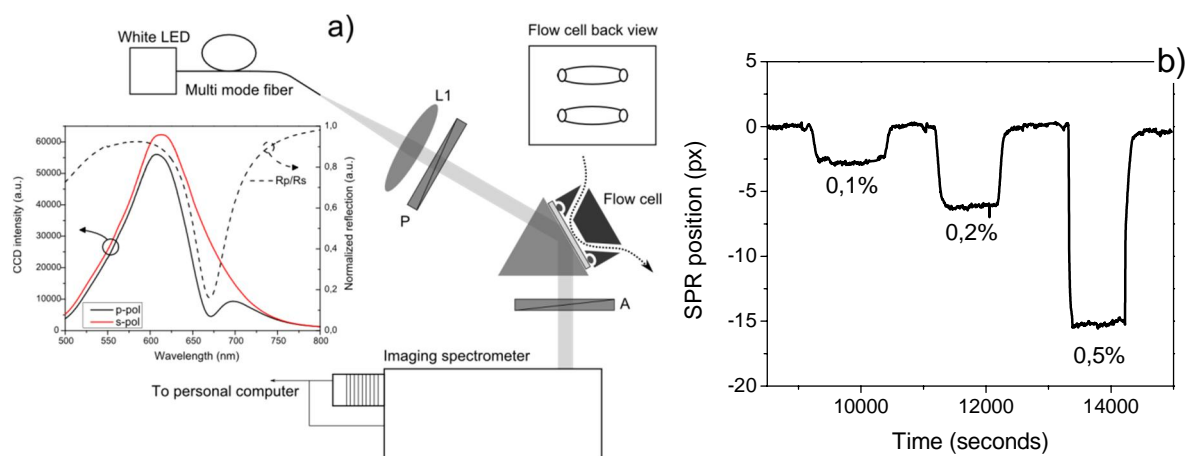 a)
White LED
Multi mode fiber
Flow cell back view
L1
P
Flow cell
A
Imaging spectrometer
To personal computer
CCD intensity (a.u.)
60000
50000
40000
30000
20000
10000
0
1,0
0,8
0,6
0,4
0,2
0,0
Normalized reflection (a.u.)
Rp/Rs
p-pol
s-pol
500 550 600 650 700 750 800
Wavelength (nm)
b)
SPR position (px)
5
0
-5
-10
-15
-20
0,1%
0,2%
0,5%
10000 12000 14000
Time (seconds)